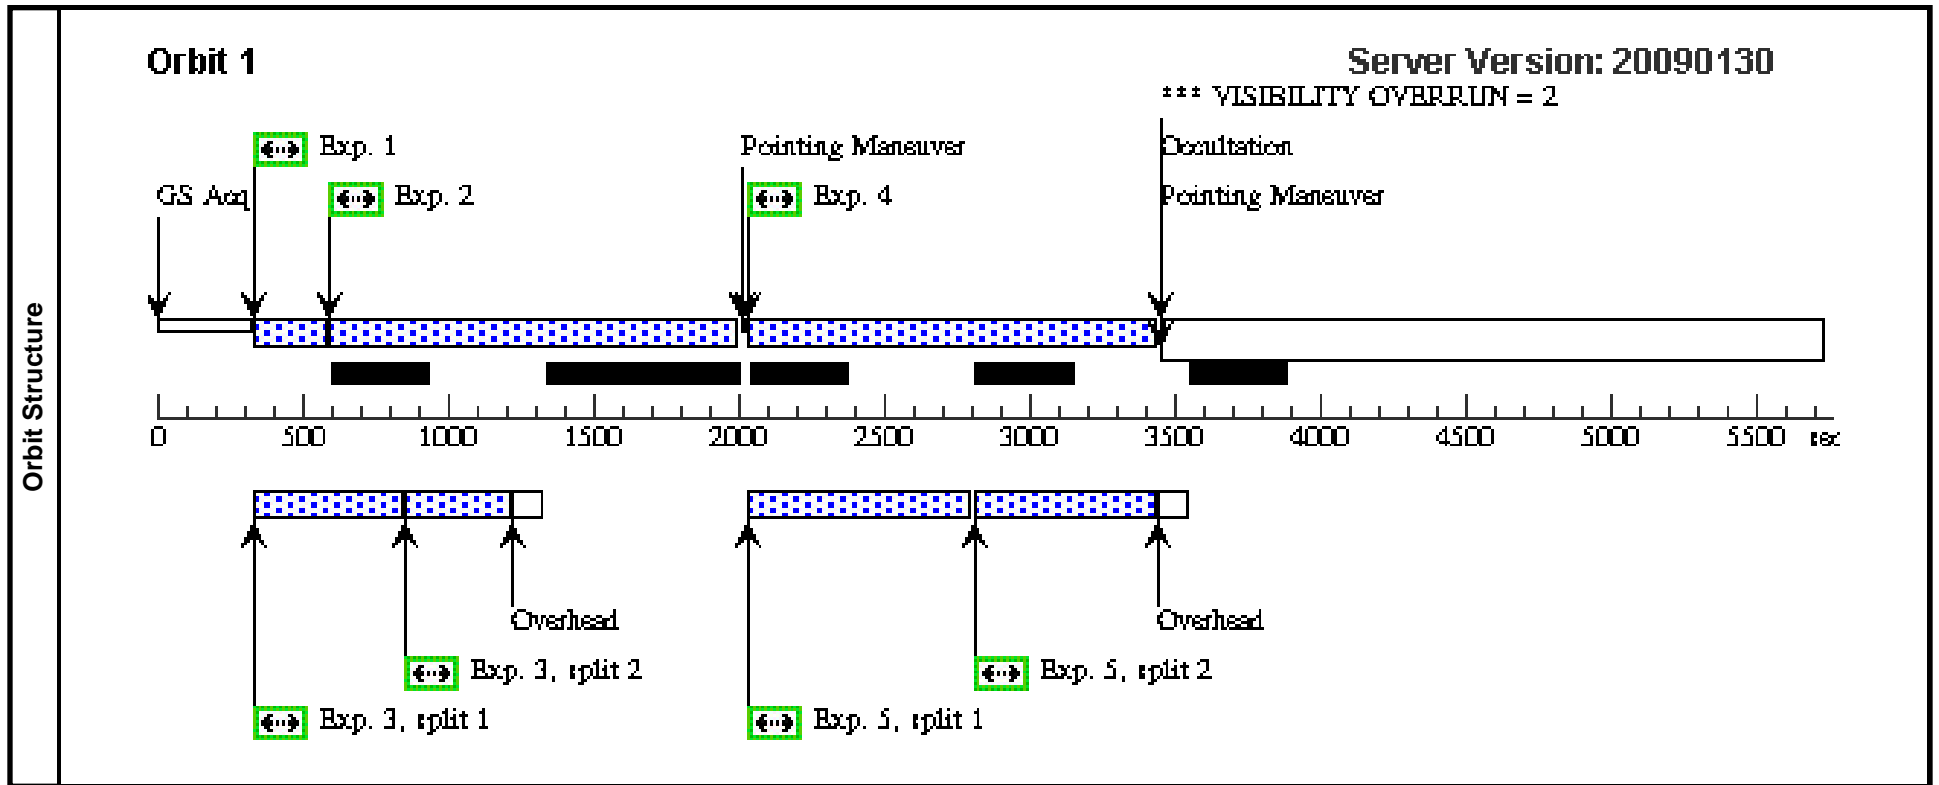 Orbit Structure
Orbit 1
Server Version: 20090130
*** VISIBILITY OVERRUN = 2
Exp. 1
Pointing Maneuver
Occultation
GS Acq
Exp. 2
Exp. 4
Pointing Maneuver
0 500 1000 1500 2000 2500 3000 3500 4000 4500 5000 5500 sec
Overhead
Overhead
Exp. 3, split 2
Exp. 5, split 2
Exp. 3, split 1
Exp. 5, split 1